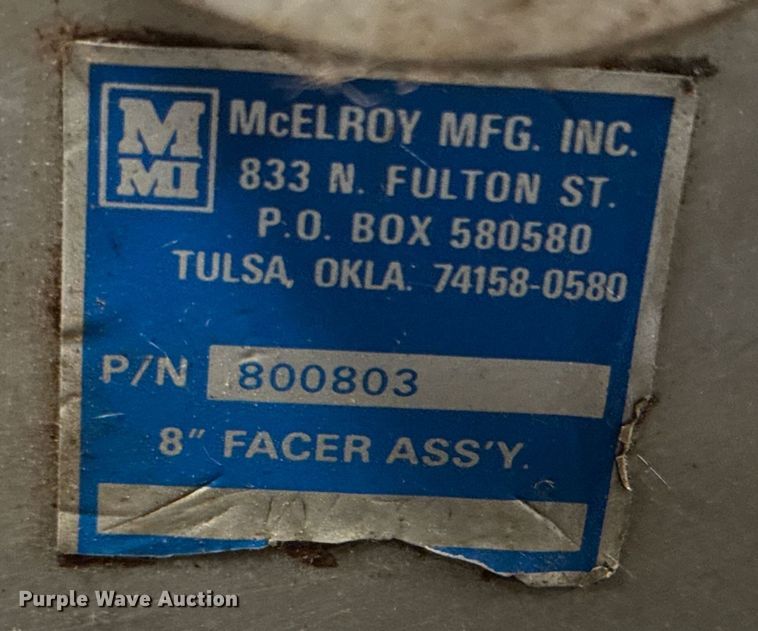 M
MI
McELROY MFG. INC.
833 N. FULTON ST.
P.O. BOX 580580
TULSA, OKLA. 74158-0580
P/N 800803
8" FACER ASS'Y.
Purple Wave Auction